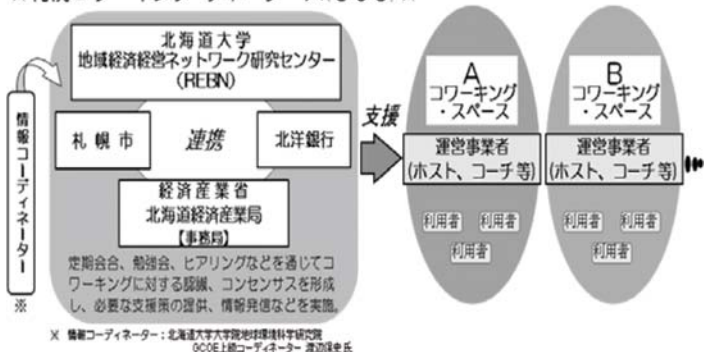 北海道大学
地域経済経営ネットワーク研究センター
(REBN)
情報コーディネーター
※
札幌市
連携
北洋銀行
経済産業省
北海道経済産業局
【事務局】
定期会合、勉強会、ヒアリングなどを通じてコ
ワーキングに対する認識、コンセンサスを形成
し、必要な支援策の提供、情報発信などを実施。
支援
A
コワーキング
・スペース
運営事業者
(ホスト、コーチ等)
利用者 利用者
利用者
B
コワーキング
・スペース
運営事業者
(ホスト、コーチ等)
利用者 利用者
利用者
※ 情報コーディネーター：北海道大学大学院地球環境科学研究院
GCOE上級コーディネーター 渡辺保史氏